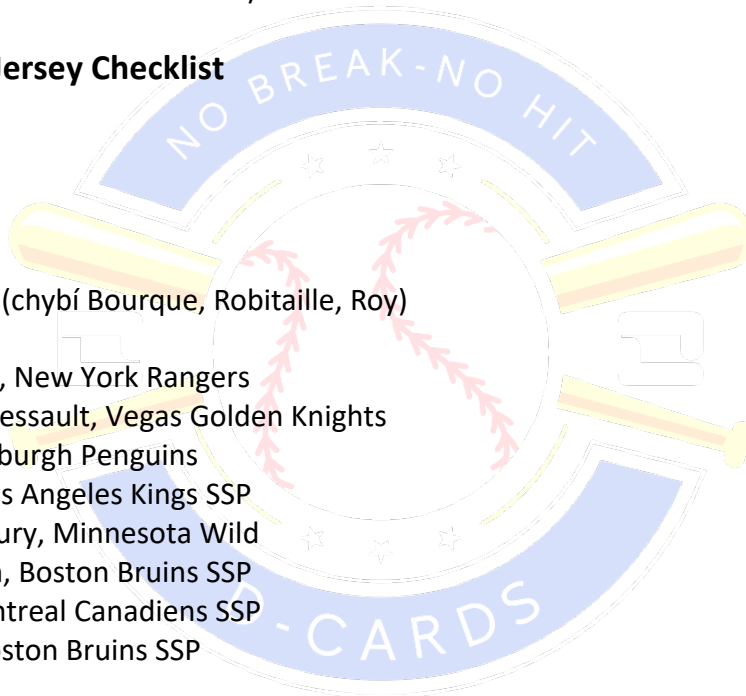 Jersey Checklist
NO BREAK-NO HIT
(chybí Bourque, Robitaille, Roy)
, New York Rangers
essault, Vegas Golden Knights
burgh Penguins
s Angeles Kings SSP
ury, Minnesota Wild
, Boston Bruins SSP
ntreal Canadiens SSP
oston Bruins SSP
D-CARDS